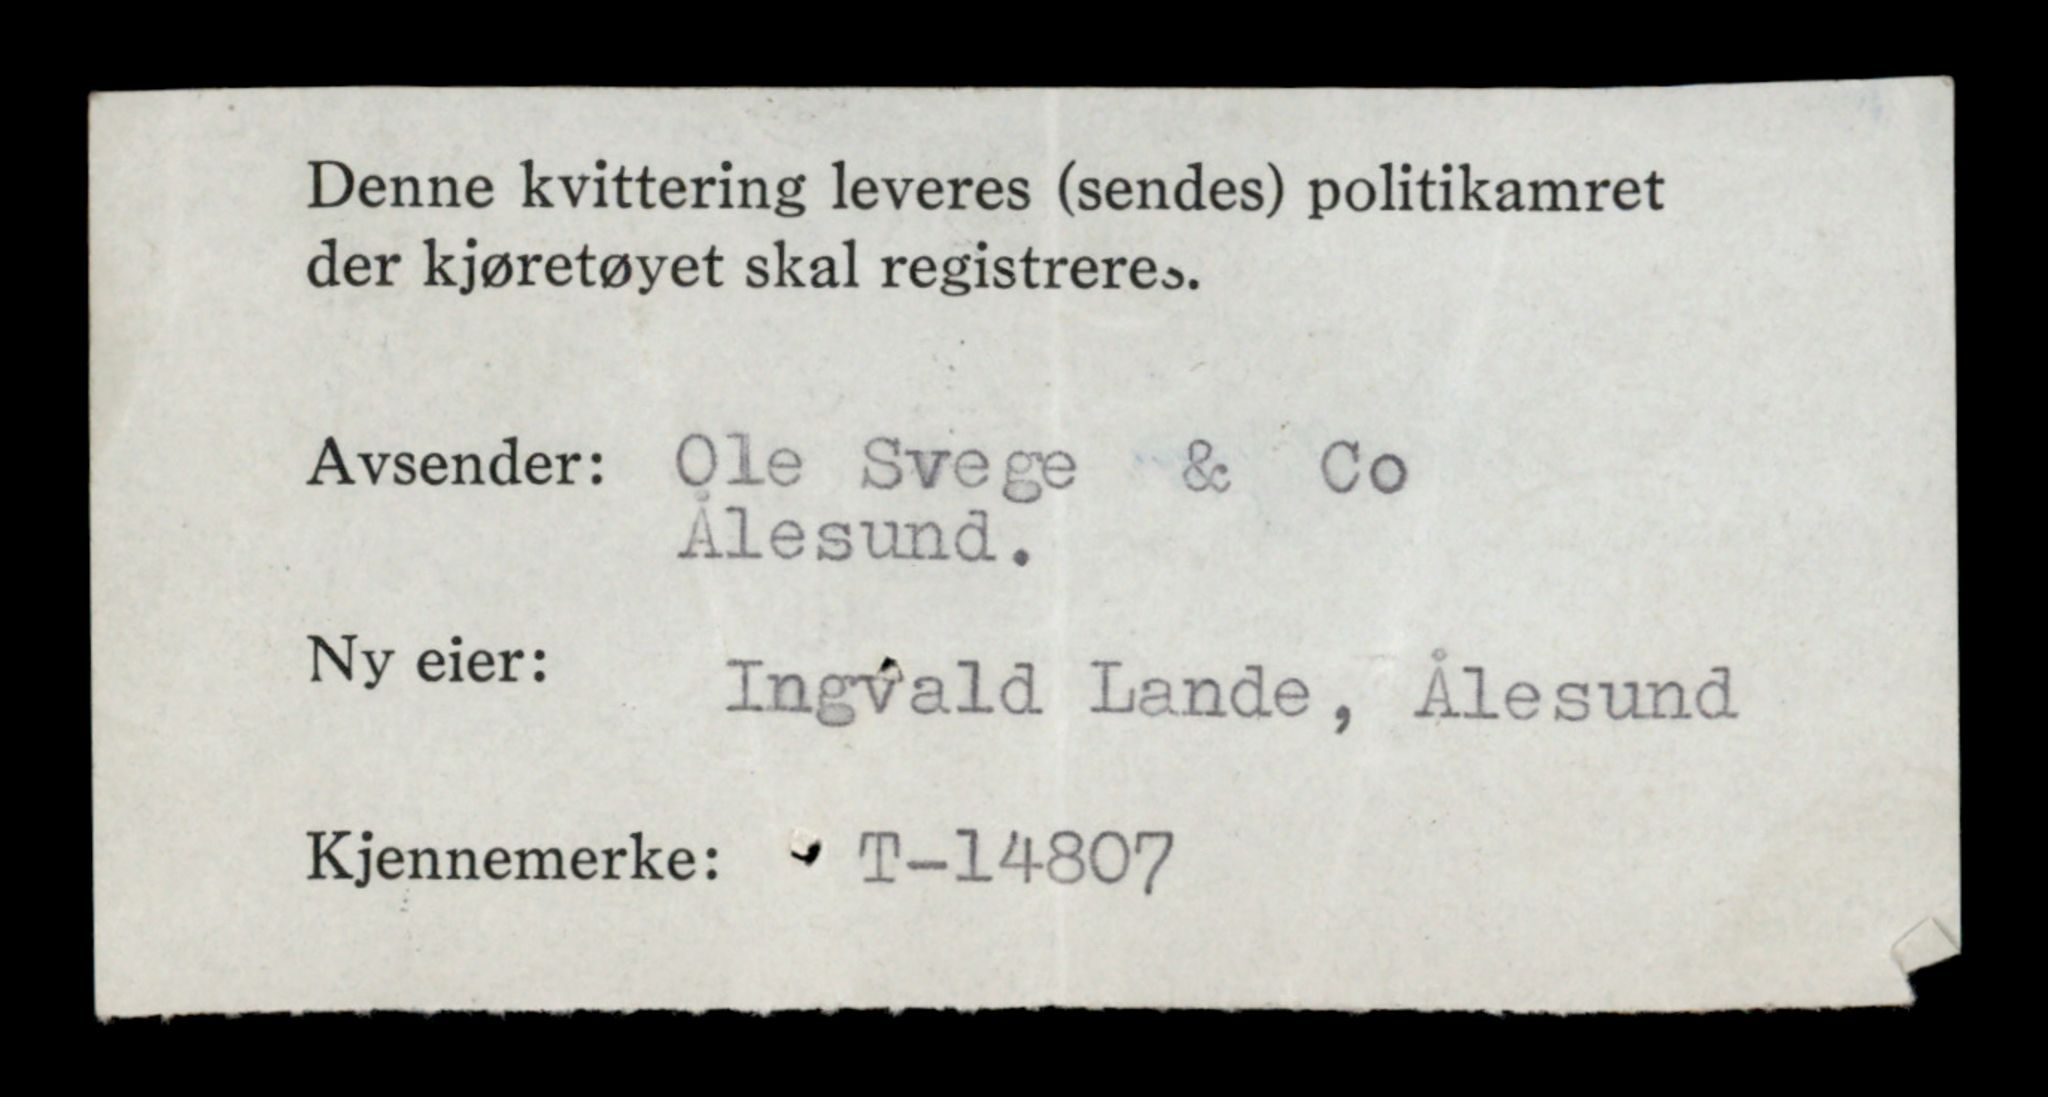 Denne kvittering leveres (sendes) politikamret
der kjøretøyet skal registreres.
Avsender: Ole Svege & Co
Ålesund.
Ny eier: Ingvald Lande, Ålesund
Kjennemerke: T-14807